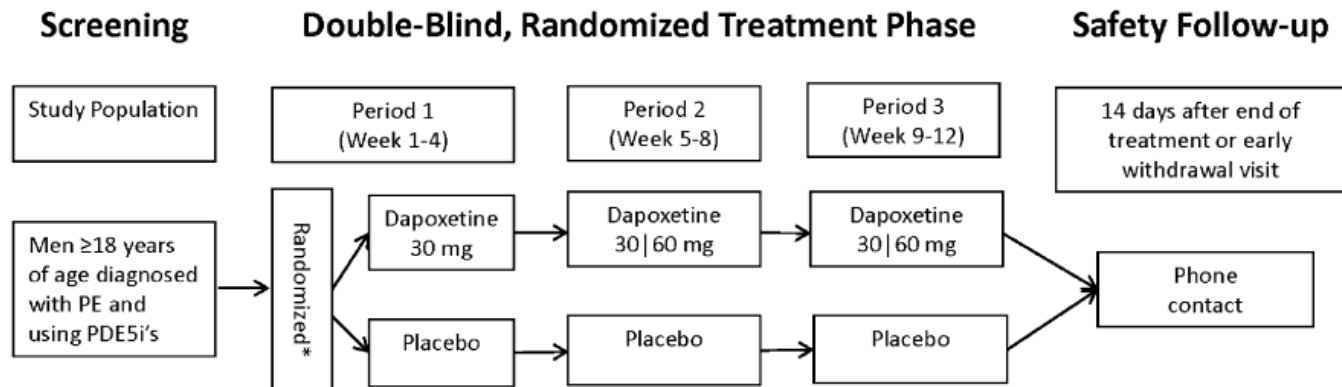 Screening
Double-Blind, Randomized Treatment Phase
Safety Follow-up
Study Population
Period 1
(Week 1-4)
Period 2
(Week 5-8)
Period 3
(Week 9-12)
14 days after end of
treatment or early
withdrawal visit
Men ≥18 years
of age diagnosed
with PE and
using PDE5i's
Randomized*
Dapoxetine
30 mg
Dapoxetine
30|60 mg
Dapoxetine
30|60 mg
Placebo
Placebo
Placebo
Phone
contact